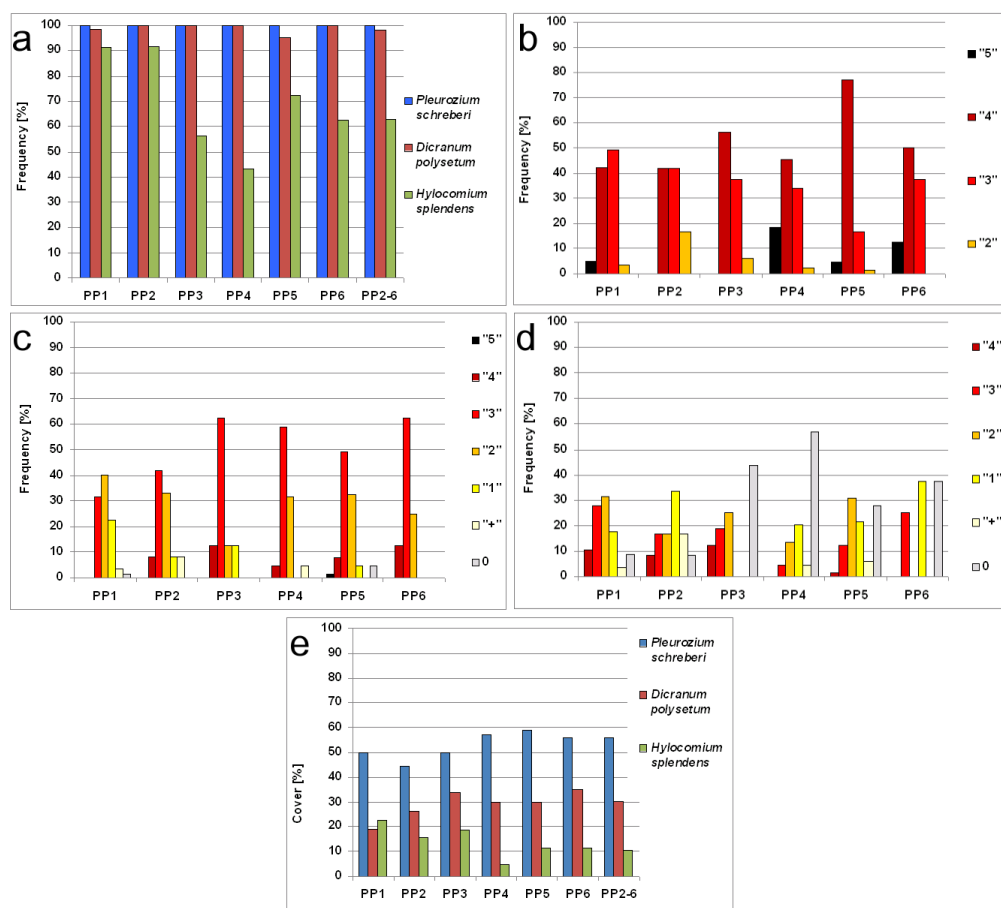 a
100
90
80
70
60
50
40
30
20
10
0
Frequency [%]
PP1 PP2 PP3 PP4 PP5 PP6 PP2-6
Pleurozium
schreberi
Dicranum
polysetum
Hylocomium
splendens
b
100
90
80
70
60
50
40
30
20
10
0
Frequency [%]
PP1 PP2 PP3 PP4 PP5 PP6
"5"
"4"
"3"
"2"
c
100
90
80
70
60
50
40
30
20
10
0
Frequency [%]
PP1 PP2 PP3 PP4 PP5 PP6
"5"
"4"
"3"
"2"
"1"
"+"
0
d
100
90
80
70
60
50
40
30
20
10
0
Frequency [%]
PP1 PP2 PP3 PP4 PP5 PP6
"4"
"3"
"2"
"1"
"+"
0
e
100
90
80
70
60
50
40
30
20
10
0
Cover [%]
PP1 PP2 PP3 PP4 PP5 PP6 PP2-6
Pleurozium
schreberi
Dicranum
polysetum
Hylocomium
splendens